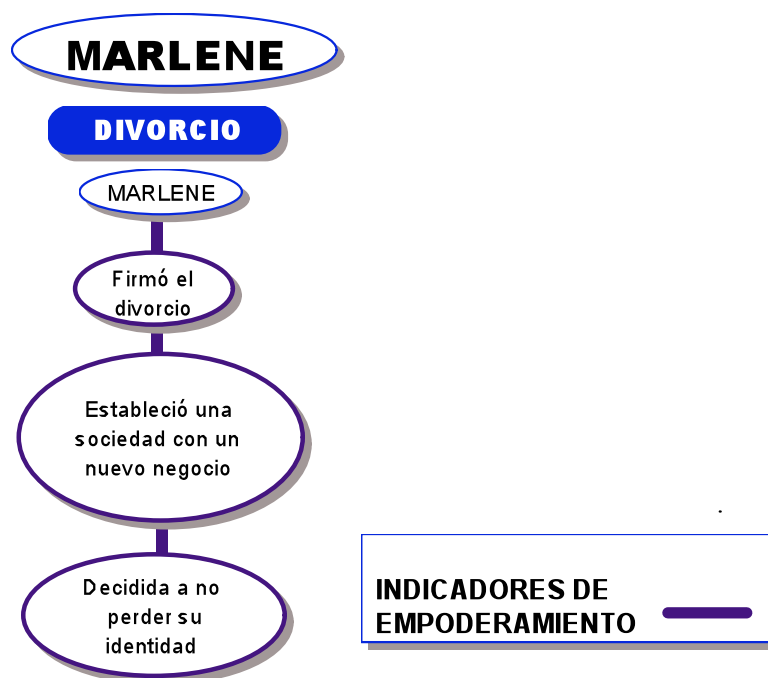 MARLENE
DIVORCIO
MARLENE
Firmó el
divorcio
Estableció una
sociedad con un
nuevo negocio
Decidida a no
perder su
identidad
INDICADORES DE
EMPODERAMIENTO